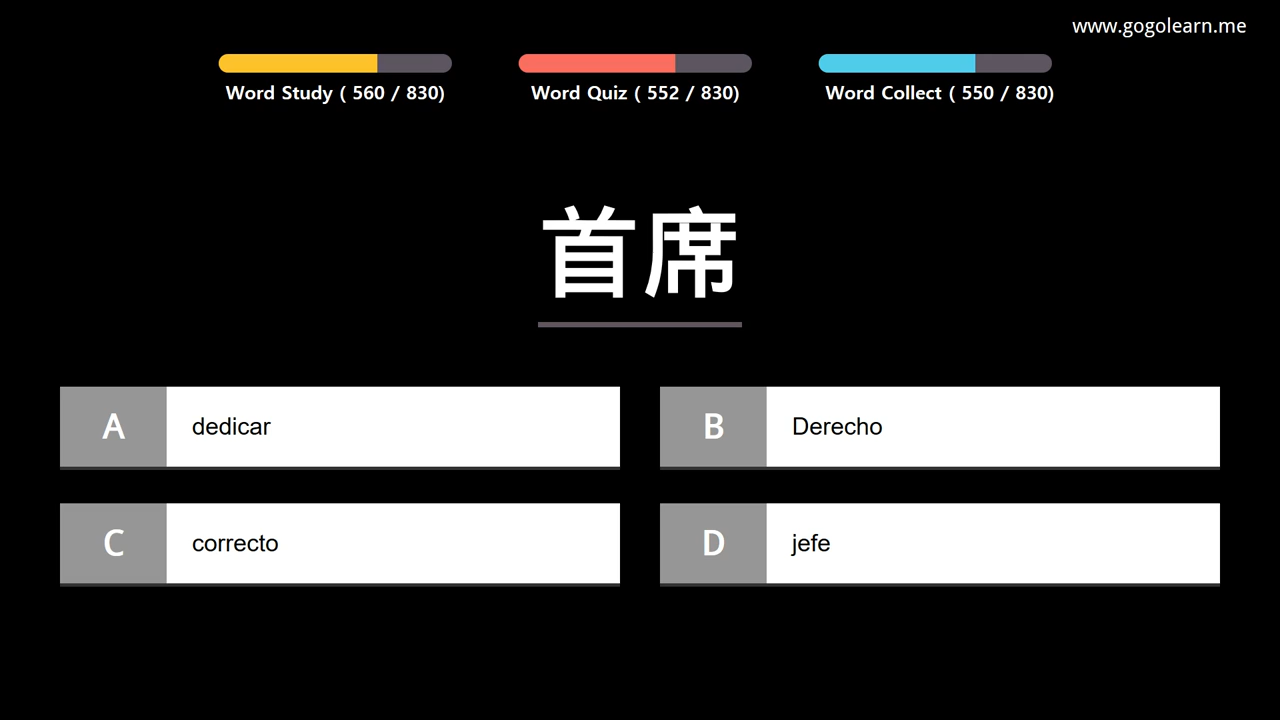 www.gogolearn.me
Word Study ( 560 / 830)
Word Quiz ( 552 / 830)
Word Collect ( 550 / 830)
首席
A dedicar
B Derecho
C correcto
D jefe